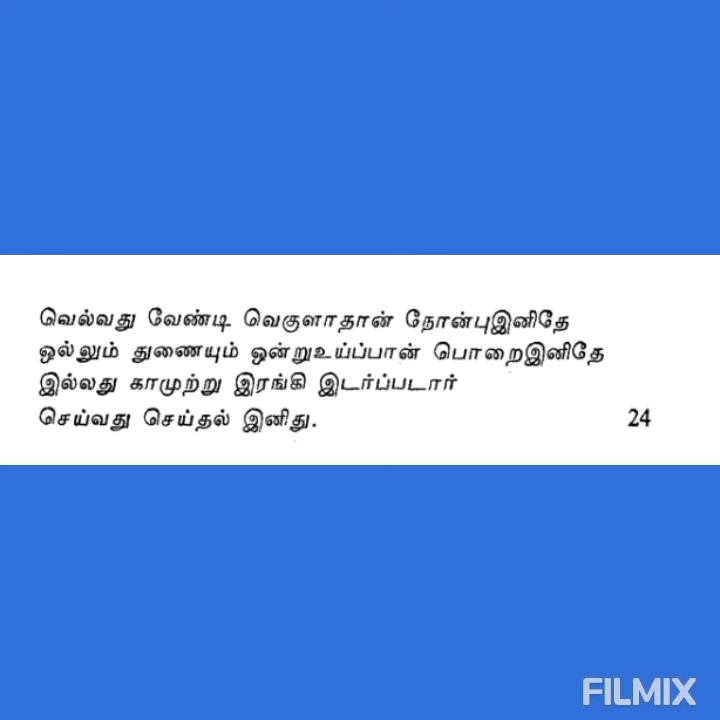 வெல்வது வேண்டி வெகுளாதான் நோன்புஇனிதே
ஒல்லும் துணையும் ஒன்றுஉய்ப்பான் பொறைஇனிதே
இல்லது காமுற்று இரங்கி இடர்ப்படார்
செய்வது செய்தல் இனிது. 24
FILMIX